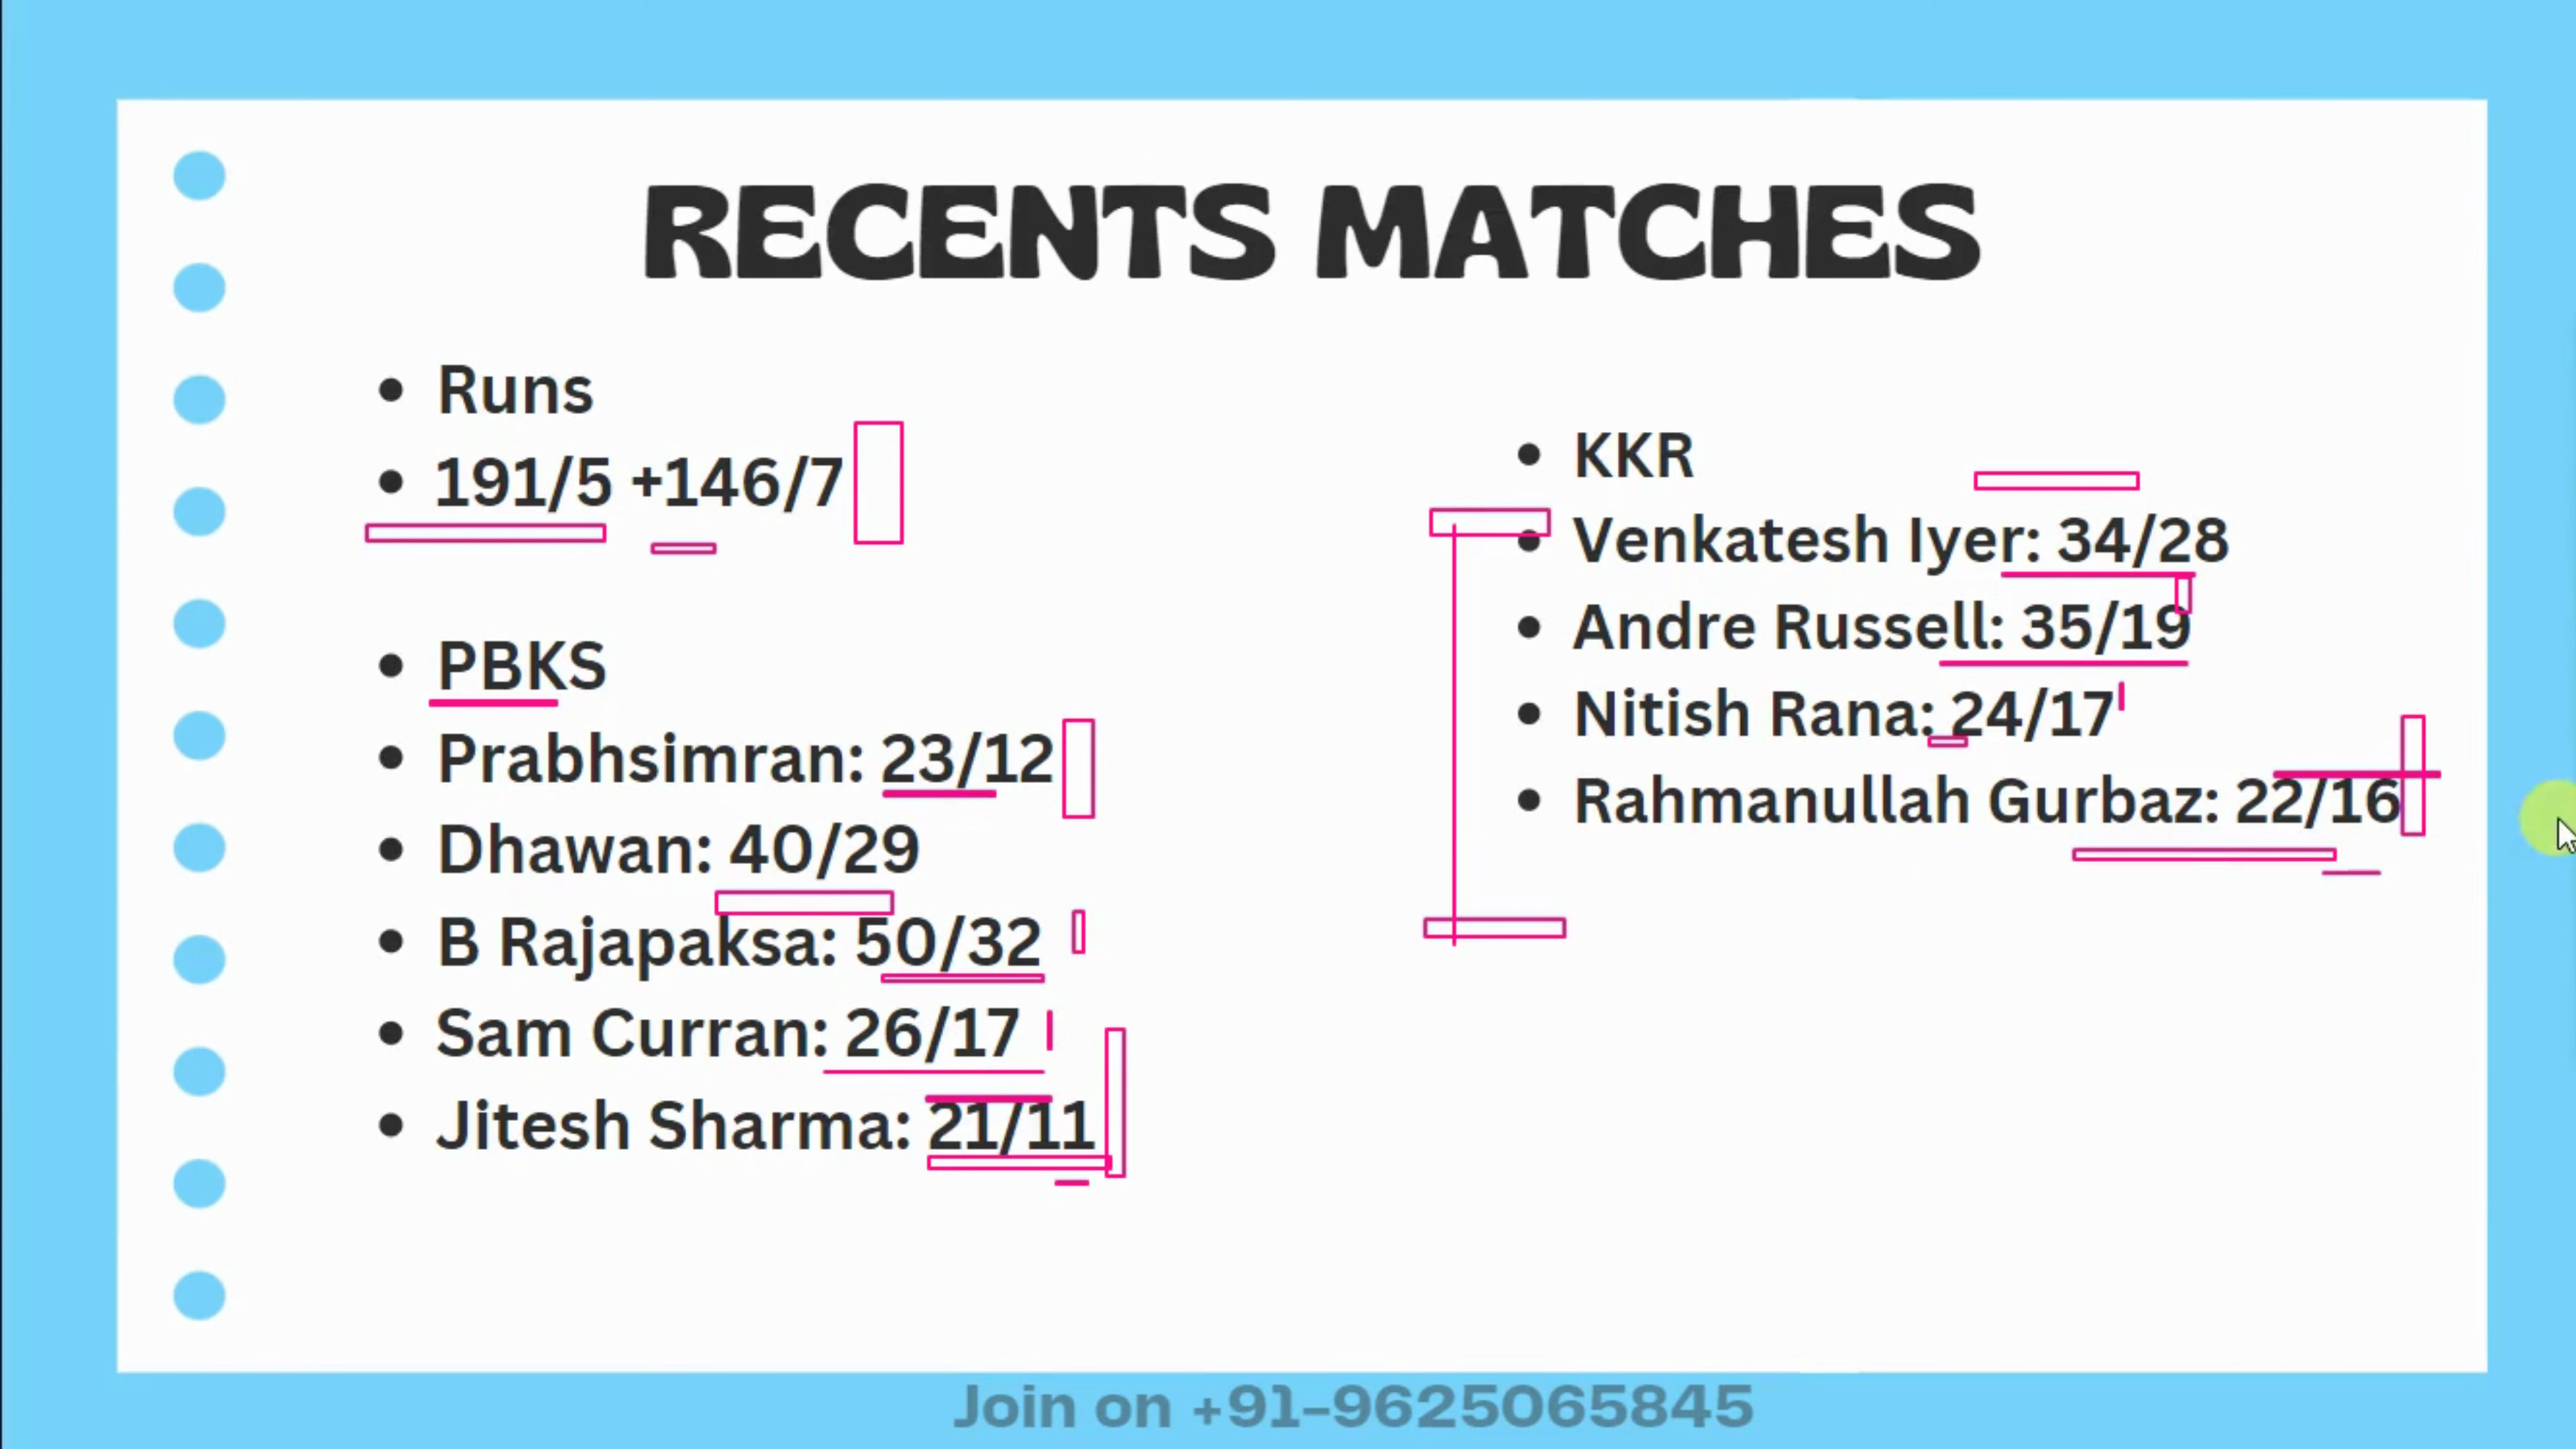 RECENTS MATCHES
Runs
191/5 +146/7
PBKS
Prabhsimran: 23/12
Dhawan: 40/29
B Rajapaksa: 50/32
Sam Curran: 26/17
Jitesh Sharma: 21/11
KKR
Venkatesh Iyer: 34/28
Andre Russell: 35/19
Nitish Rana: 24/17
Rahmanullah Gurbaz: 22/16
Join on +91-9625065845